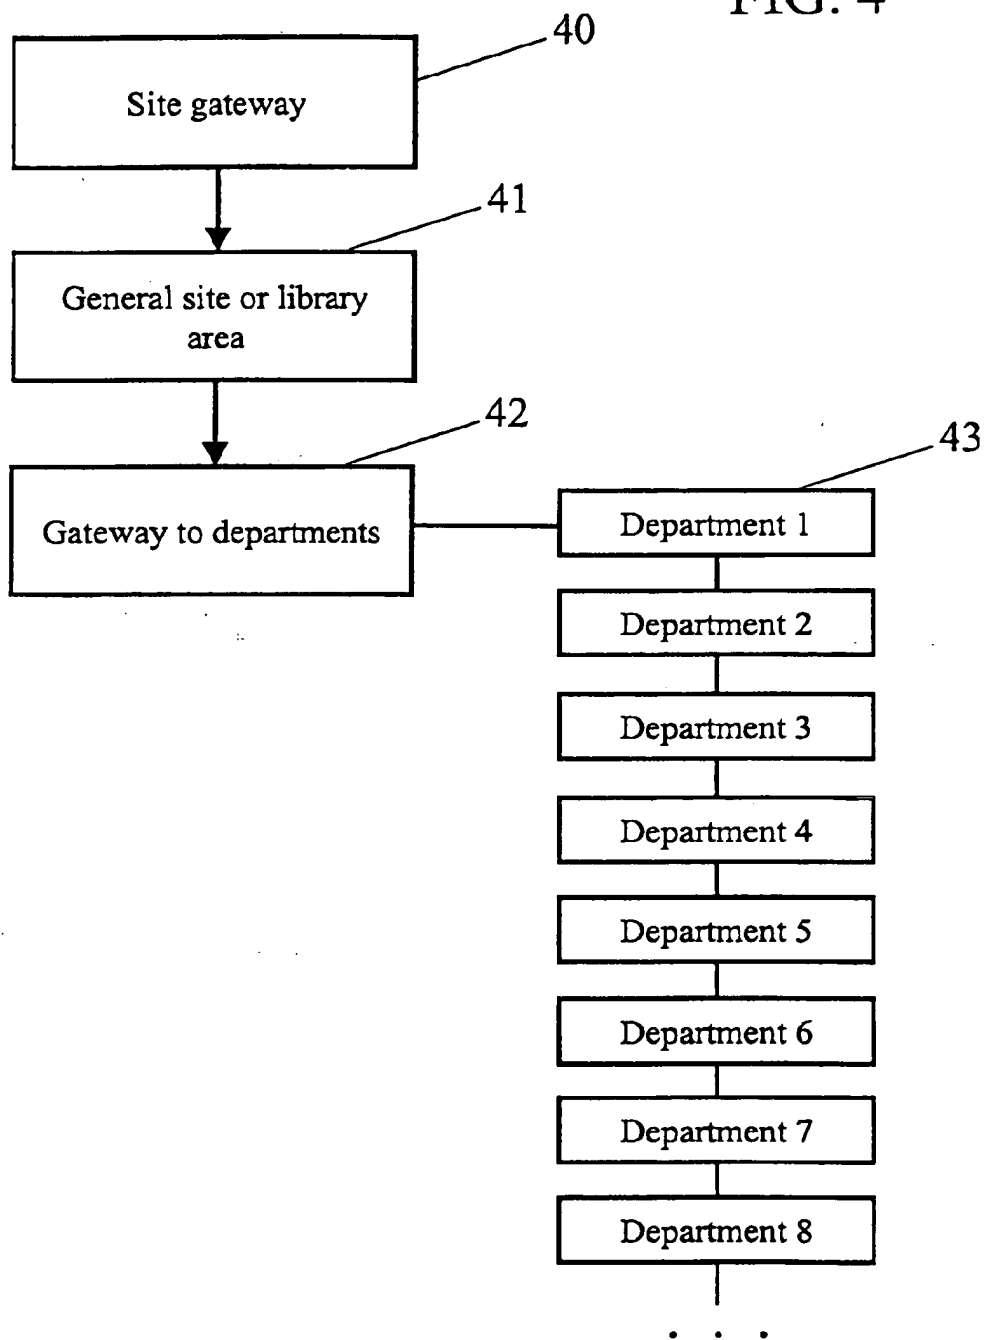 FIG. 4
40
Site gateway
41
General site or library
area
42
Gateway to departments
43
Department 1
Department 2
Department 3
Department 4
Department 5
Department 6
Department 7
Department 8
. . .